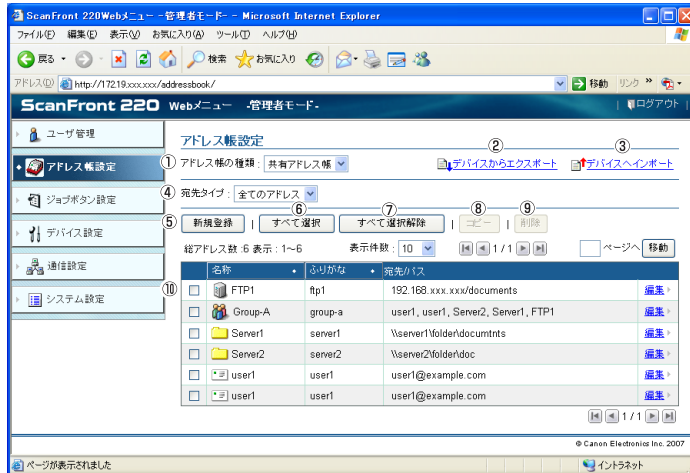 ScanFront 220Webメニュー -管理者モード- - Microsoft Internet Explorer
ファイル(F) 編集(E) 表示(V) お気に入り(A) ツール(T) ヘルプ(H)
戻る 検索 お気に入り
アドレス(D) http://172.19.xxx.xxx/addressbook/ 移動 リンク »
ScanFront 220 Webメニュー -管理者モード- ログアウト
ユーザ管理
アドレス帳設定
ジョブボタン設定
デバイス設定
通信設定
システム設定
アドレス帳設定
② ③
① アドレス帳の種類: 共有アドレス帳 デバイスからエクスポート デバイスへインポート
④ 宛先タイプ: 全てのアドレス
⑥ ⑦ ⑧ ⑨
⑤ 新規登録 | すべて選択 すべて選択解除 | コピー | 削除
総アドレス数:6 表示:1~6 表示件数: 10 1 / 1 ページへ 移動
⑩ 名称 ふりがな 宛先/パス
FTP1 ftp1 192.168.xxx.xxx/documents 編集
Group-A group-a user1, user1, Server2, Server1, FTP1 編集
Server1 server1 \\server1\folder\documtnts 編集
Server2 server2 \\server2\folder\doc 編集
user1 user1 user1@example.com 編集
user1 user1 user1@example.com 編集
1 / 1
© Canon Electronics Inc. 2007
ページが表示されました イントラネット